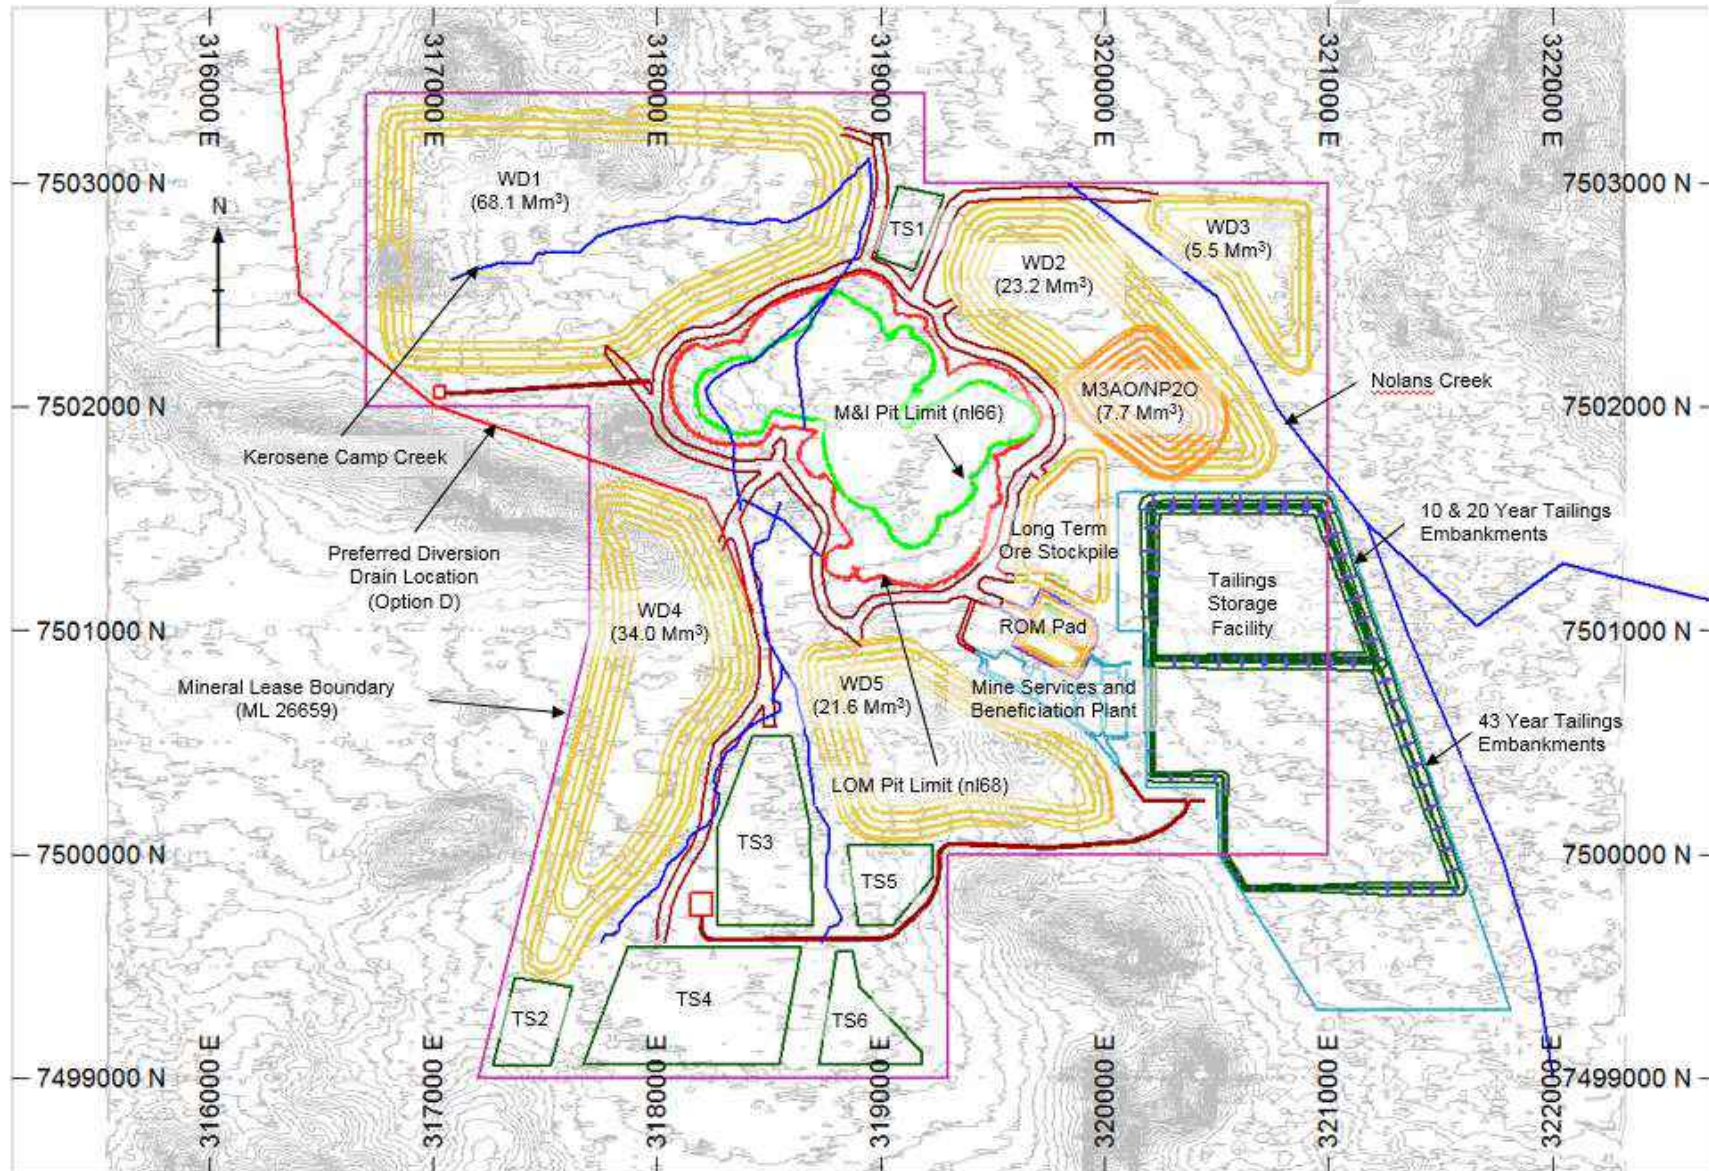 316000 E
317000 E
318000 E
319000 E
320000 E
321000 E
322000 E
7503000 N
7503000 N
WD1
(68.1 Mm³)
N
TS1
WD3
(5.5 Mm³)
WD2
(23.2 Mm³)
7502000 N
7502000 N
Nolans Creek
M3AO/NP2O
(7.7 Mm³)
M&I Pit Limit (nl66)
Kerosene Camp Creek
Long Term
Ore Stockpile
10 & 20 Year Tailings
Embankments
Preferred Diversion
Drain Location
(Option D)
Tailings
Storage
Facility
WD4
(34.0 Mm³)
ROM Pad
7501000 N
7501000 N
Mineral Lease Boundary
(ML 26659)
WD5
(21.6 Mm³)
Mine Services and
Beneficiation Plant
43 Year Tailings
Embankments
LOM Pit Limit (nl68)
TS3
7500000 N
7500000 N
TS5
TS4
TS2
TS6
7499000 N
7499000 N
316000 E
317000 E
318000 E
319000 E
320000 E
321000 E
322000 E